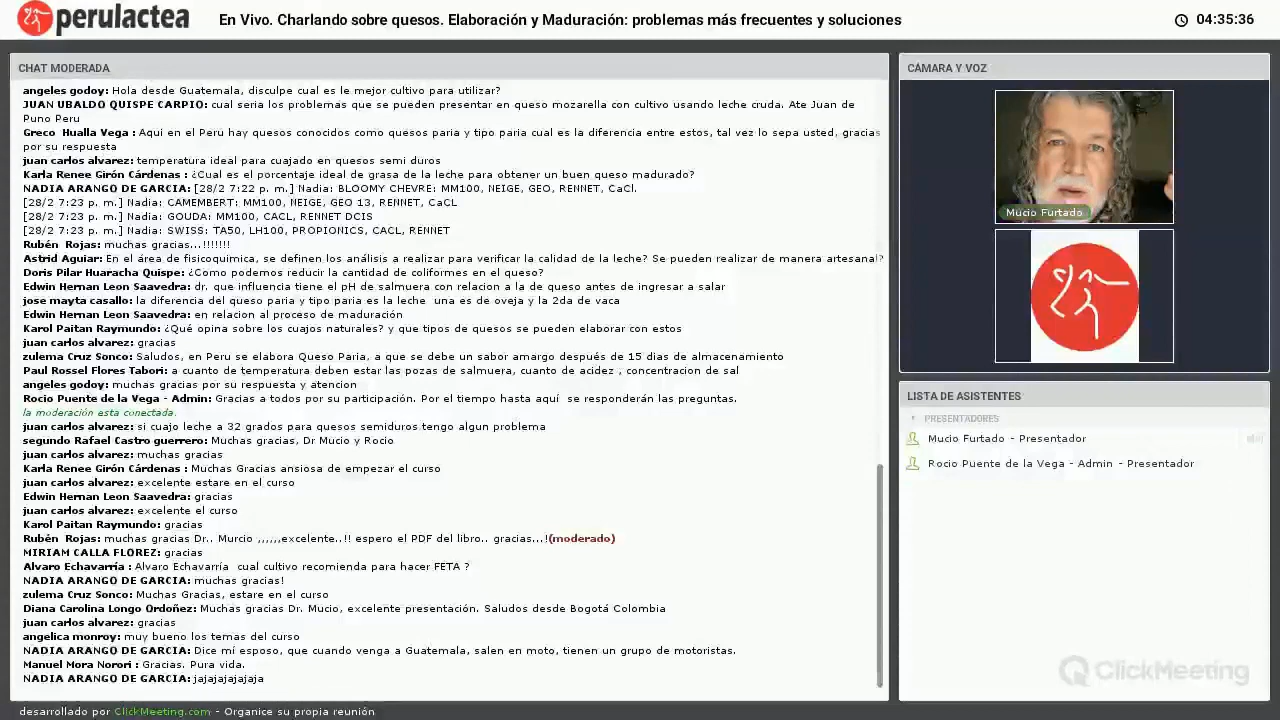 perulactea
En Vivo. Charlando sobre quesos. Elaboración y Maduración: problemas más frecuentes y soluciones
04:35:36
CHAT MODERADA
angeles godoy: Hola desde Guatemala, disculpe cual es le mejor cultivo para utilizar?
JUAN UBALDO QUISPE CARPIO: cual seria los problemas que se pueden presentar en queso mozarella con cultivo usando leche cruda. Ate Juan de
Puno Peru
Greco Hualla Vega : Aqui en el Peru hay quesos conocidos como quesos paria y tipo paria cual es la diferencia entre estos, tal vez lo sepa usted, gracias
por su respuesta
juan carlos alvarez: temperatura ideal para cuajado en quesos semi duros
Karla Renee Girón Cárdenas : ¿Cual es el porcentaje ideal de grasa de la leche para obtener un buen queso madurado?
NADIA ARANGO DE GARCIA: [28/2 7:22 p. m.] Nadia: BLOOMY CHEVRE: MM100, NEIGE, GEO, RENNET, CaCl.
[28/2 7:23 p. m.] Nadia: CAMEMBERT: MM100, NEIGE, GEO 13, RENNET, CaCL
[28/2 7:23 p. m.] Nadia: GOUDA: MM100, CACL, RENNET DCIS
[28/2 7:23 p. m.] Nadia: SWISS: TA50, LH100, PROPIONICS, CACL, RENNET
Rubén Rojas: muchas gracias...!!!!!!!
Astrid Aguiar: En el área de fisicoquimica, se definen los análisis a realizar para verificar la calidad de la leche? Se pueden realizar de manera artesanal?
Doris Pilar Huaracha Quispe: ¿Como podemos reducir la cantidad de coliformes en el queso?
Edwin Hernan Leon Saavedra: dr. que influencia tiene el pH de salmuera con relacion a la de queso antes de ingresar a salar
jose mayta casallo: la diferencia del queso paria y tipo paria es la leche una es de oveja y la 2da de vaca
Edwin Hernan Leon Saavedra: en relacion al proceso de maduración
Karol Paitan Raymundo: ¿Qué opina sobre los cuajos naturales? y que tipos de quesos se pueden elaborar con estos
juan carlos alvarez: gracias
zulema Cruz Sonco: Saludos, en Peru se elabora Queso Paria, a que se debe un sabor amargo después de 15 dias de almacenamiento
Paul Rossel Flores Tabori: a cuanto de temperatura deben estar las pozas de salmuera, cuanto de acidez , concentracion de sal
angeles godoy: muchas gracias por su respuesta y atencion
Rocio Puente de la Vega - Admin: Gracias a todos por su participación. Por el tiempo hasta aquí se responderán las preguntas.
la moderación esta conectada.
juan carlos alvarez: si cuajo leche a 32 grados para quesos semiduros tengo algun problema
segundo Rafael Castro guerrero: Muchas gracias, Dr Mucio y Rocio
juan carlos alvarez: muchas gracias
Karla Renee Girón Cárdenas : Muchas Gracias ansiosa de empezar el curso
juan carlos alvarez: excelente estare en el curso
Edwin Hernan Leon Saavedra: gracias
juan carlos alvarez: excelente el curso
Karol Paitan Raymundo: gracias
Rubén Rojas: muchas gracias Dr.. Murcio ,,,,,,excelente..!! espero el PDF del libro.. gracias...!(moderado)
MIRIAM CALLA FLOREZ: gracias
Alvaro Echavarría : Alvaro Echavarría cual cultivo recomienda para hacer FETA ?
NADIA ARANGO DE GARCIA: muchas gracias!
zulema Cruz Sonco: Muchas Gracias, estare en el curso
Diana Carolina Longo Ordoñez: Muchas gracias Dr. Mucio, excelente presentación. Saludos desde Bogotá Colombia
juan carlos alvarez: gracias
angelica monroy: muy bueno los temas del curso
NADIA ARANGO DE GARCIA: Dice mí esposo, que cuando venga a Guatemala, salen en moto, tienen un grupo de motoristas.
Manuel Mora Norori : Gracias. Pura vida.
NADIA ARANGO DE GARCIA: jajajajajajaja
CÁMARA Y VOZ
Mucio Furtado
LISTA DE ASISTENTES
PRESENTADORES
Mucio Furtado - Presentador
Rocio Puente de la Vega - Admin - Presentador
ClickMeeting
desarrollado por ClickMeeting.com - Organice su propia reunión